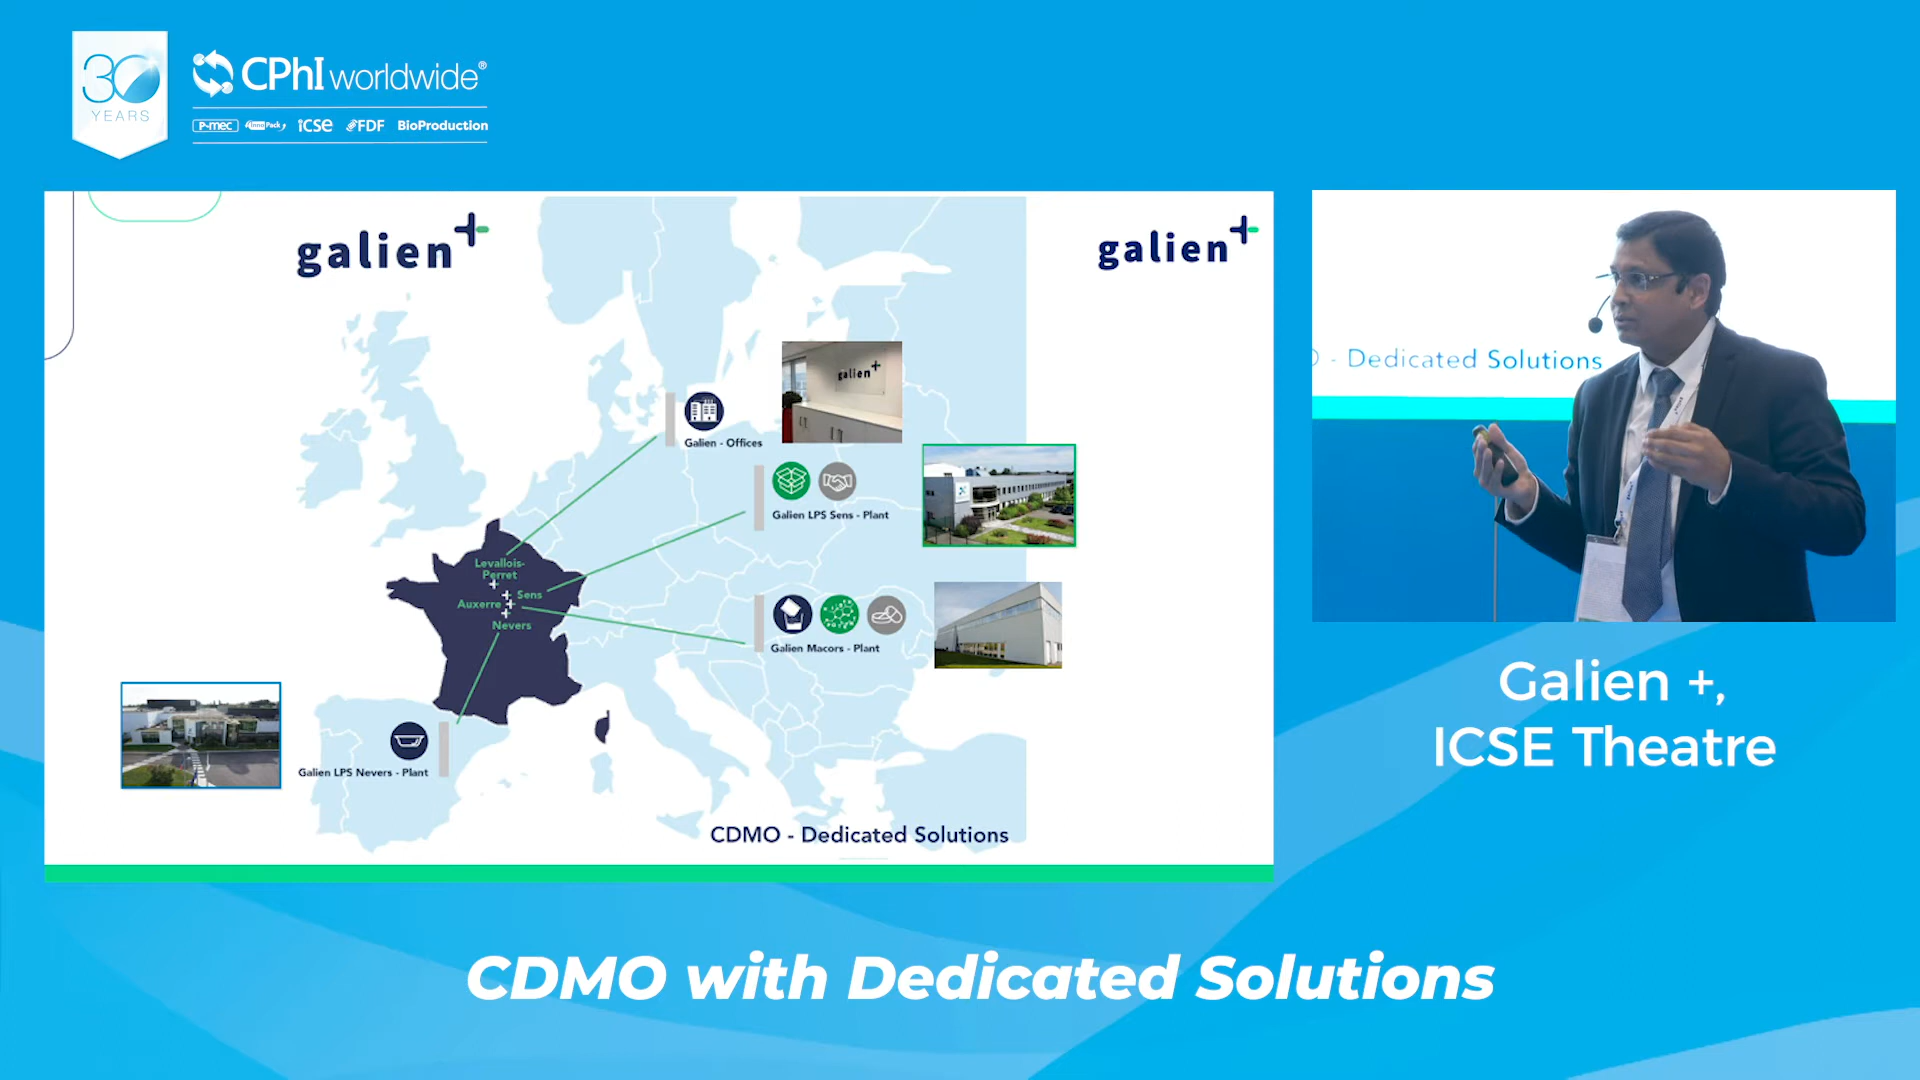 30
YEARS
CPhI worldwide®
P-mec InnoPack iCSE FDF BioProduction
galien
galien
galien
Galien - Offices
Galien LPS Sens - Plant
Levallois-
Perret
Sens
Auxerre
Nevers
Galien Macors - Plant
Galien LPS Nevers - Plant
CDMO - Dedicated Solutions
- Dedicated Solutions
Galien +,
ICSE Theatre
CDMO with Dedicated Solutions